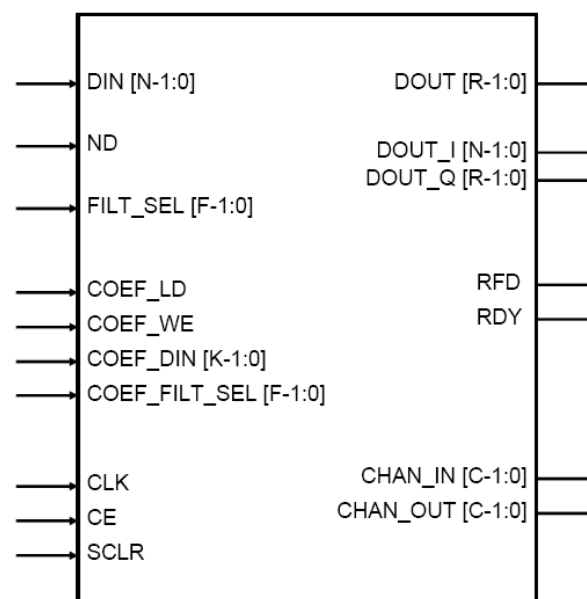 DIN [N-1:0]
DOUT [R-1:0]
ND
DOUT_I [N-1:0]
DOUT_Q [R-1:0]
FILT_SEL [F-1:0]
COEF_LD
RFD
COEF_WE
RDY
COEF_DIN [K-1:0]
COEF_FILT_SEL [F-1:0]
CLK
CHAN_IN [C-1:0]
CE
CHAN_OUT [C-1:0]
SCLR